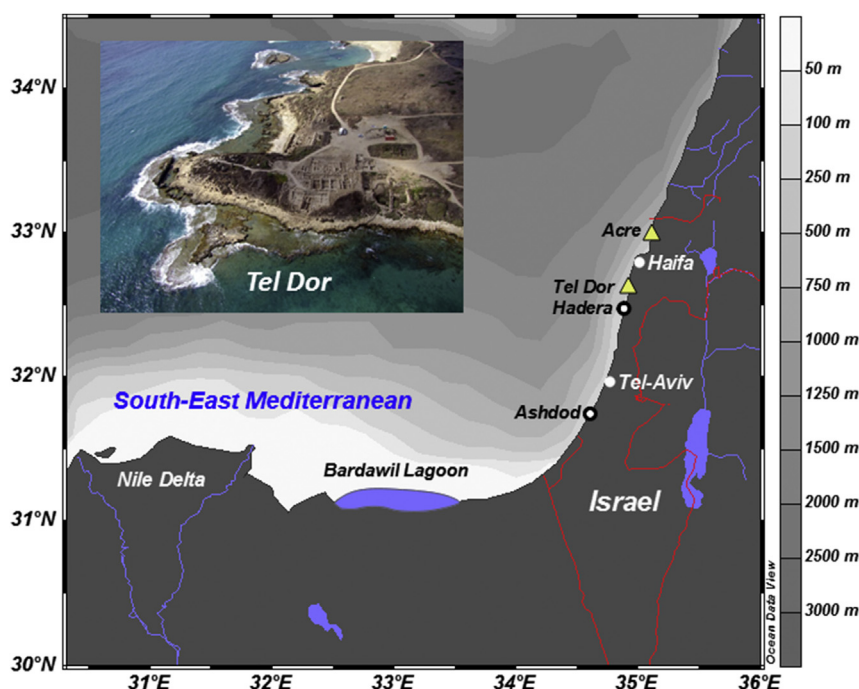 34°N
33°N
32°N
31°N
30°N
31°E
32°E
33°E
34°E
35°E
36°E
Tel Dor
Acre
Haifa
Tel Dor
Hadera
Tel-Aviv
Ashdod
South-East Mediterranean
Nile Delta
Bardawil Lagoon
Israel
Ocean Data View
50 m
100 m
250 m
500 m
750 m
1000 m
1250 m
1500 m
2000 m
2500 m
3000 m